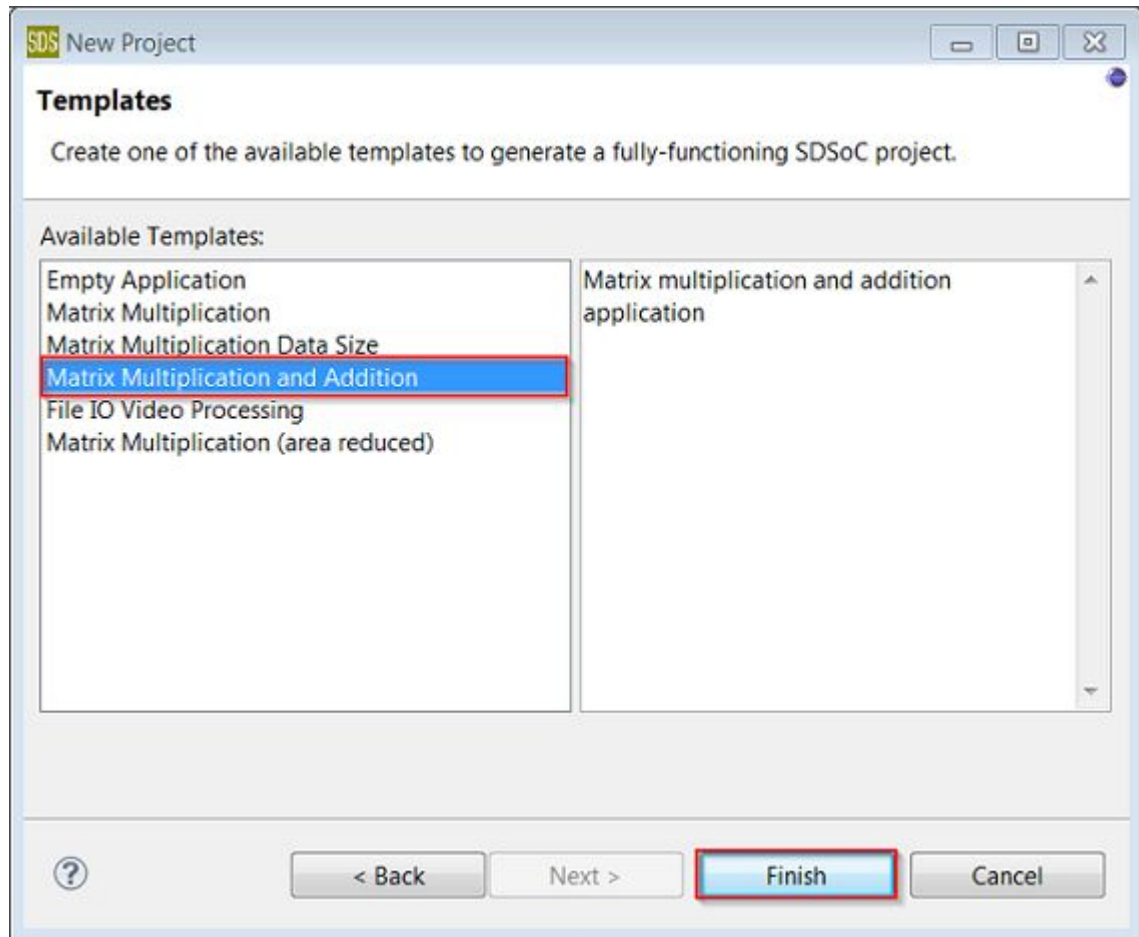 SDS New Project
Templates
Create one of the available templates to generate a fully-functioning SDSoC project.
Available Templates:
Empty Application
Matrix Multiplication
Matrix Multiplication Data Size
Matrix Multiplication and Addition
File IO Video Processing
Matrix Multiplication (area reduced)
Matrix multiplication and addition
application
?
< Back
Next >
Finish
Cancel